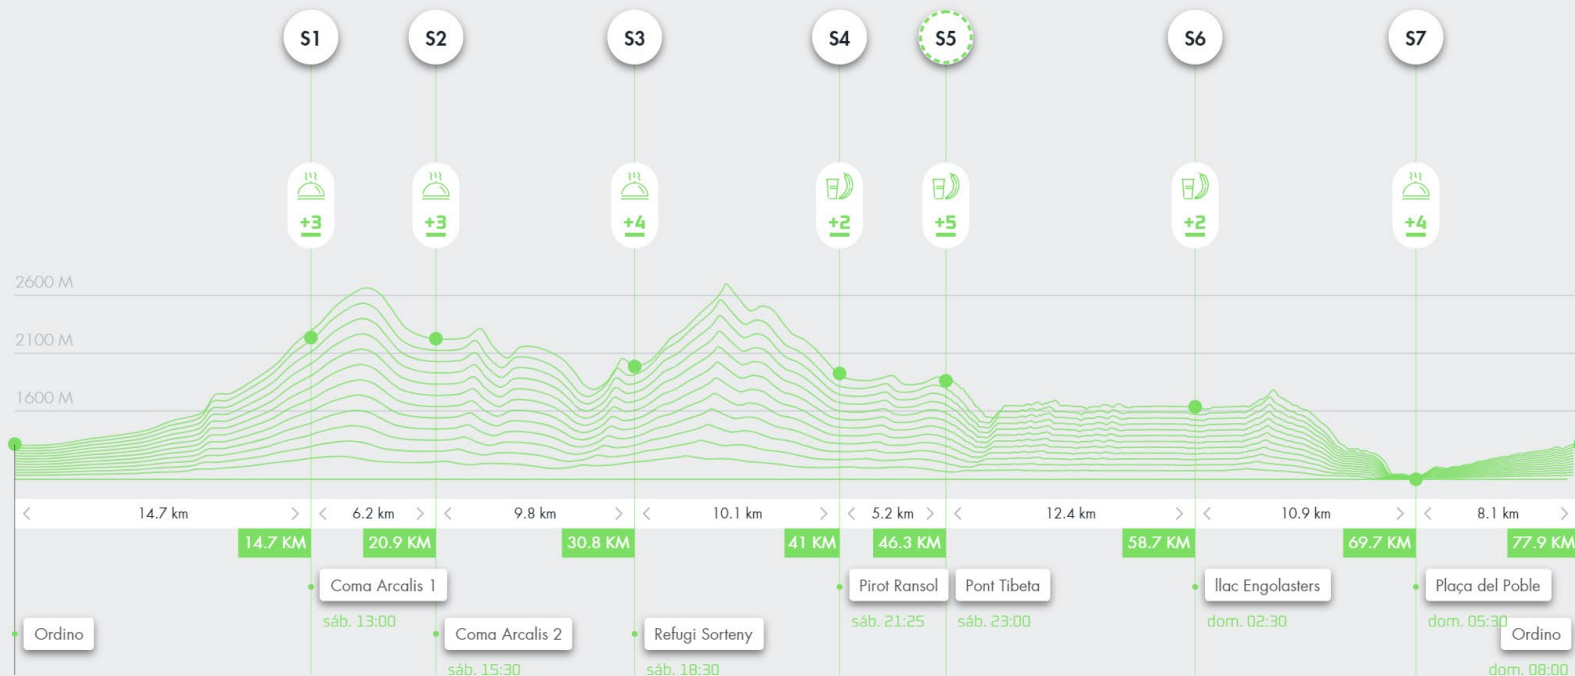 S1 S2 S3 S4 S5 S6 S7
+3 +3 +4 +2 +5 +2 +4
2600 M
2100 M
1600 M
14.7 km 6.2 km 9.8 km 10.1 km 5.2 km 12.4 km 10.9 km 8.1 km
14.7 KM 20.9 KM 30.8 KM 41 KM 46.3 KM 58.7 KM 69.7 KM 77.9 KM
Coma Arcalis 1 Pirot Ransol Pont Tibeta llac Engolasters Plaça del Poble
sáb. 13:00 sáb. 21:25 sáb. 23:00 dom. 02:30 dom. 05:30
Ordino Coma Arcalis 2 Refugi Sorteny Ordino
sáb. 15:30 sáb. 18:30 dom. 08:00